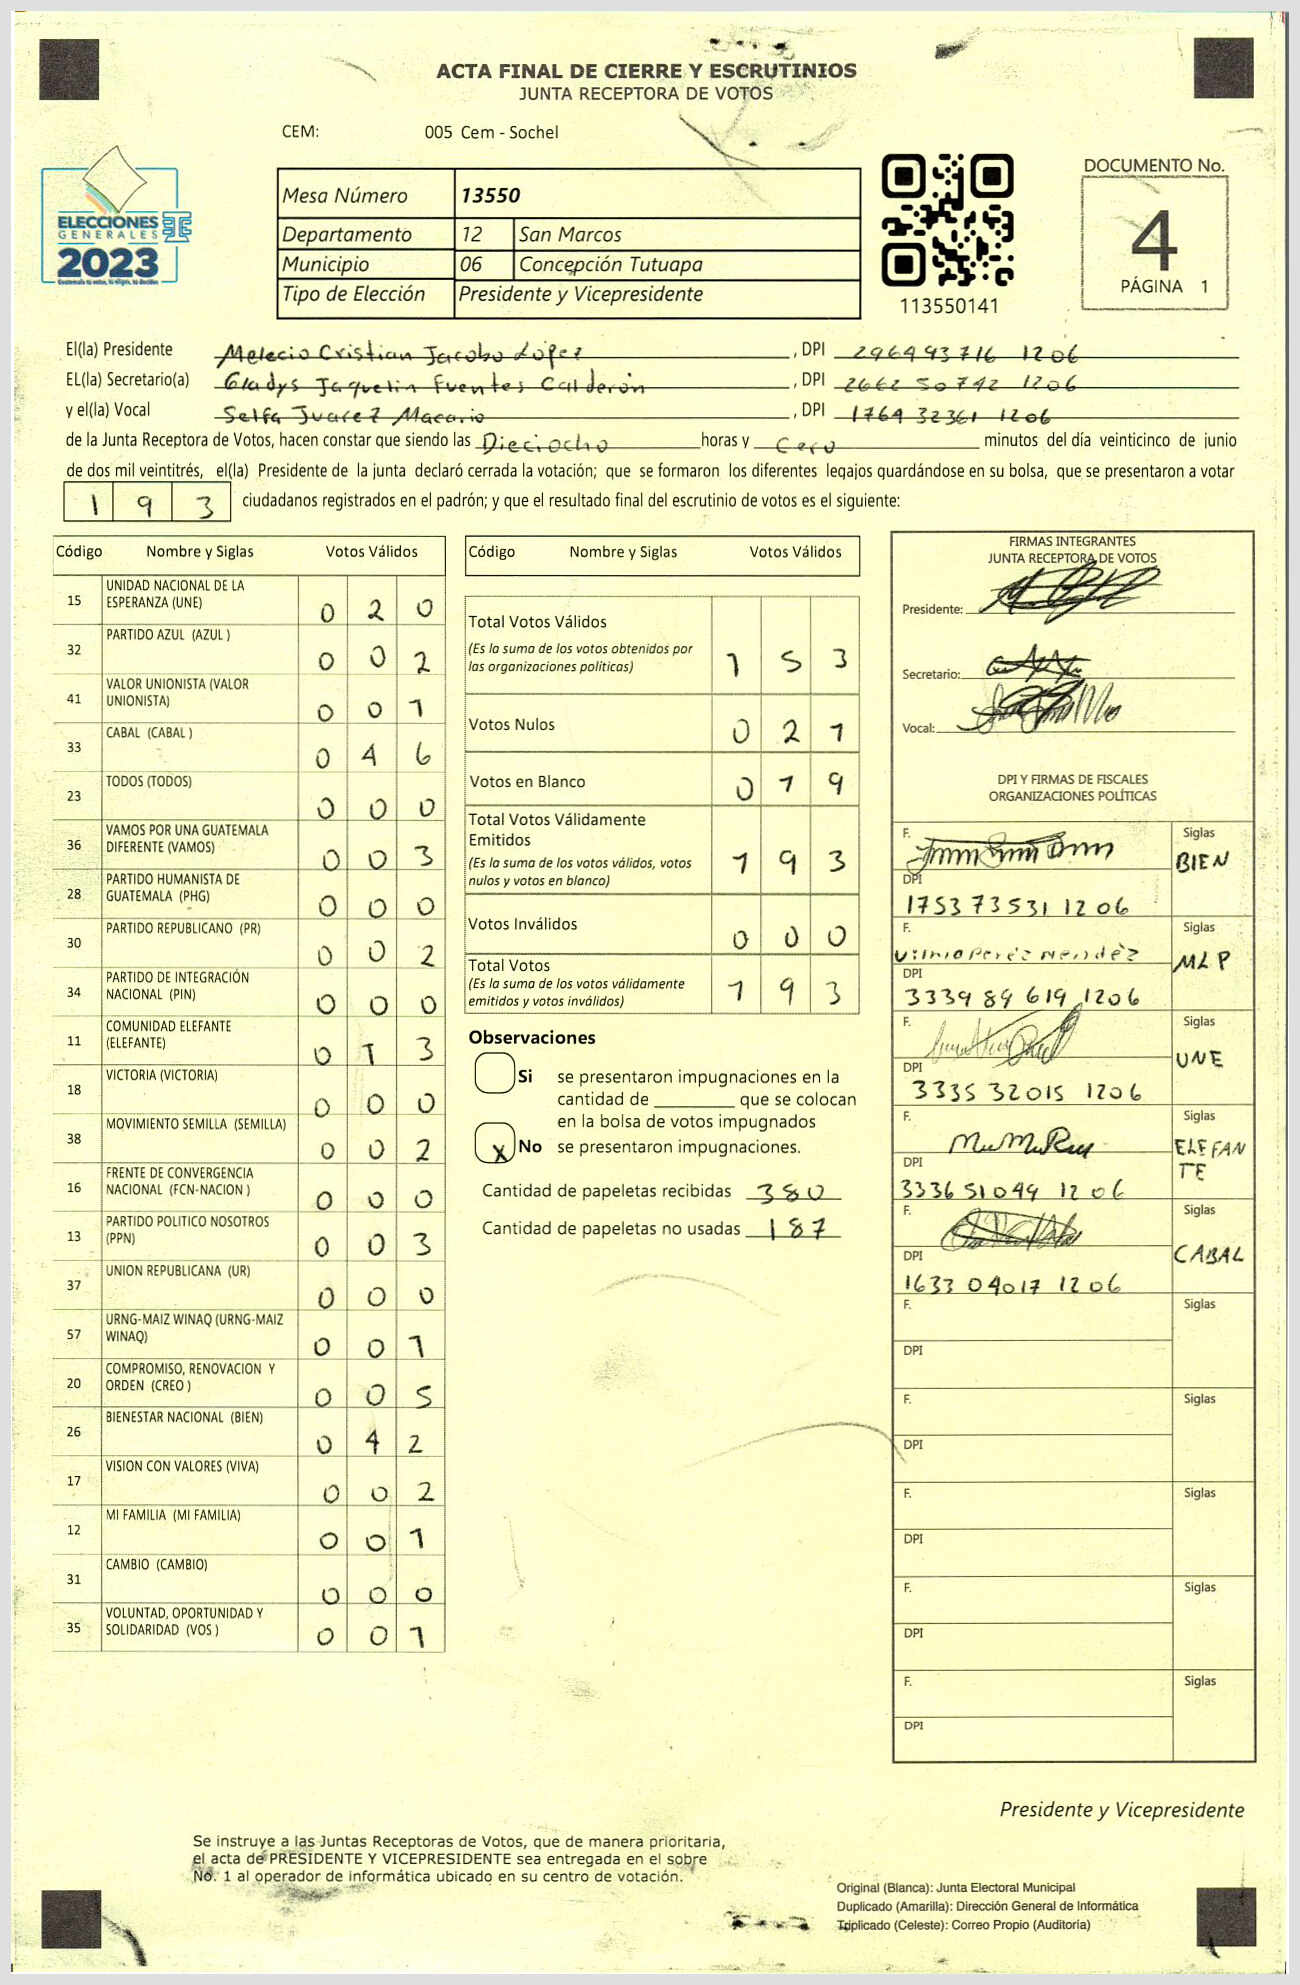 ACTA FINAL DE CIERRE Y ESCRUTINIOS
JUNTA RECEPTORA DE VOTOS
CEM: 005 Cem - Sochel
ELECCIONES
GENERALES
2023
TSE
Mesa Número 13550
Departamento 12 San Marcos
Municipio 06 Concepción Tutuapa
Tipo de Elección Presidente y Vicepresidente
113550141
DOCUMENTO No.
4
PÁGINA 1
El(la) Presidente Melecio Cristian Jacobo López , DPI 296493716 1206
EL(la) Secretario(a) Gladys Jaquelin Fuentes Calderón , DPI 2662 50742 1206
y el(la) Vocal Selfa Juarez Macario , DPI 1764 32361 1206
de la Junta Receptora de Votos, hacen constar que siendo las Dieciocho horas y Cero minutos del día veinticinco de junio
de dos mil veintitrés, el(la) Presidente de la junta declaró cerrada la votación; que se formaron los diferentes legajos quardándose en su bolsa, que se presentaron a votar
193 ciudadanos registrados en el padrón; y que el resultado final del escrutinio de votos es el siguiente:
Código Nombre y Siglas Votos Válidos
15 UNIDAD NACIONAL DE LA ESPERANZA (UNE) 0 2 0
32 PARTIDO AZUL (AZUL ) 0 0 2
41 VALOR UNIONISTA (VALOR UNIONISTA) 0 0 1
33 CABAL (CABAL ) 0 4 6
23 TODOS (TODOS) 0 0 0
36 VAMOS POR UNA GUATEMALA DIFERENTE (VAMOS) 0 0 3
28 PARTIDO HUMANISTA DE GUATEMALA (PHG) 0 0 0
30 PARTIDO REPUBLICANO (PR) 0 0 2
34 PARTIDO DE INTEGRACIÓN NACIONAL (PIN) 0 0 0
11 COMUNIDAD ELEFANTE (ELEFANTE) 0 1 3
18 VICTORIA (VICTORIA) 0 0 0
38 MOVIMIENTO SEMILLA (SEMILLA) 0 0 2
16 FRENTE DE CONVERGENCIA NACIONAL (FCN-NACION ) 0 0 0
13 PARTIDO POLITICO NOSOTROS (PPN) 0 0 3
37 UNION REPUBLICANA (UR) 0 0 0
57 URNG-MAIZ WINAQ (URNG-MAIZ WINAQ) 0 0 1
20 COMPROMISO, RENOVACION Y ORDEN (CREO ) 0 0 5
26 BIENESTAR NACIONAL (BIEN) 0 4 2
17 VISION CON VALORES (VIVA) 0 0 2
12 MI FAMILIA (MI FAMILIA) 0 0 1
31 CAMBIO (CAMBIO) 0 0 0
35 VOLUNTAD, OPORTUNIDAD Y SOLIDARIDAD (VOS ) 0 0 1
Código Nombre y Siglas Votos Válidos
Total Votos Válidos 1 5 3
(Es la suma de los votos obtenidos por
las organizaciones políticas)
Votos Nulos 0 2 1
Votos en Blanco 0 1 9
Total Votos Válidamente
Emitidos 1 9 3
(Es la suma de los votos válidos, votos
nulos y votos en blanco)
Votos Inválidos 0 0 0
Total Votos 1 9 3
(Es la suma de los votos válidamente
emitidos y votos inválidos)
Observaciones
Si se presentaron impugnaciones en la
cantidad de ________ que se colocan
en la bolsa de votos impugnados
X No se presentaron impugnaciones.
Cantidad de papeletas recibidas 380
Cantidad de papeletas no usadas 187
FIRMAS INTEGRANTES
JUNTA RECEPTORA DE VOTOS
Presidente:
Secretario:
Vocal:
DPI Y FIRMAS DE FISCALES
ORGANIZACIONES POLÍTICAS
F. Siglas
BIEN
DPI
1753 73531 1206
F. Siglas
MLP
DPI
3339 89 619 1206
F. Siglas
UNE
DPI
3335 32015 1206
F. Siglas
ELEFAN
TE
DPI
3336 51049 1206
F. Siglas
CABAL
DPI
1633 04017 1206
F. Siglas
DPI
F. Siglas
DPI
F. Siglas
DPI
F. Siglas
DPI
F. Siglas
DPI
Presidente y Vicepresidente
Se instruye a las Juntas Receptoras de Votos, que de manera prioritaria,
el acta de PRESIDENTE Y VICEPRESIDENTE sea entregada en el sobre
No. 1 al operador de informática ubicado en su centro de votación.
Original (Blanca): Junta Electoral Municipal
Duplicado (Amarilla): Dirección General de Informática
Triplicado (Celeste): Correo Propio (Auditoría)